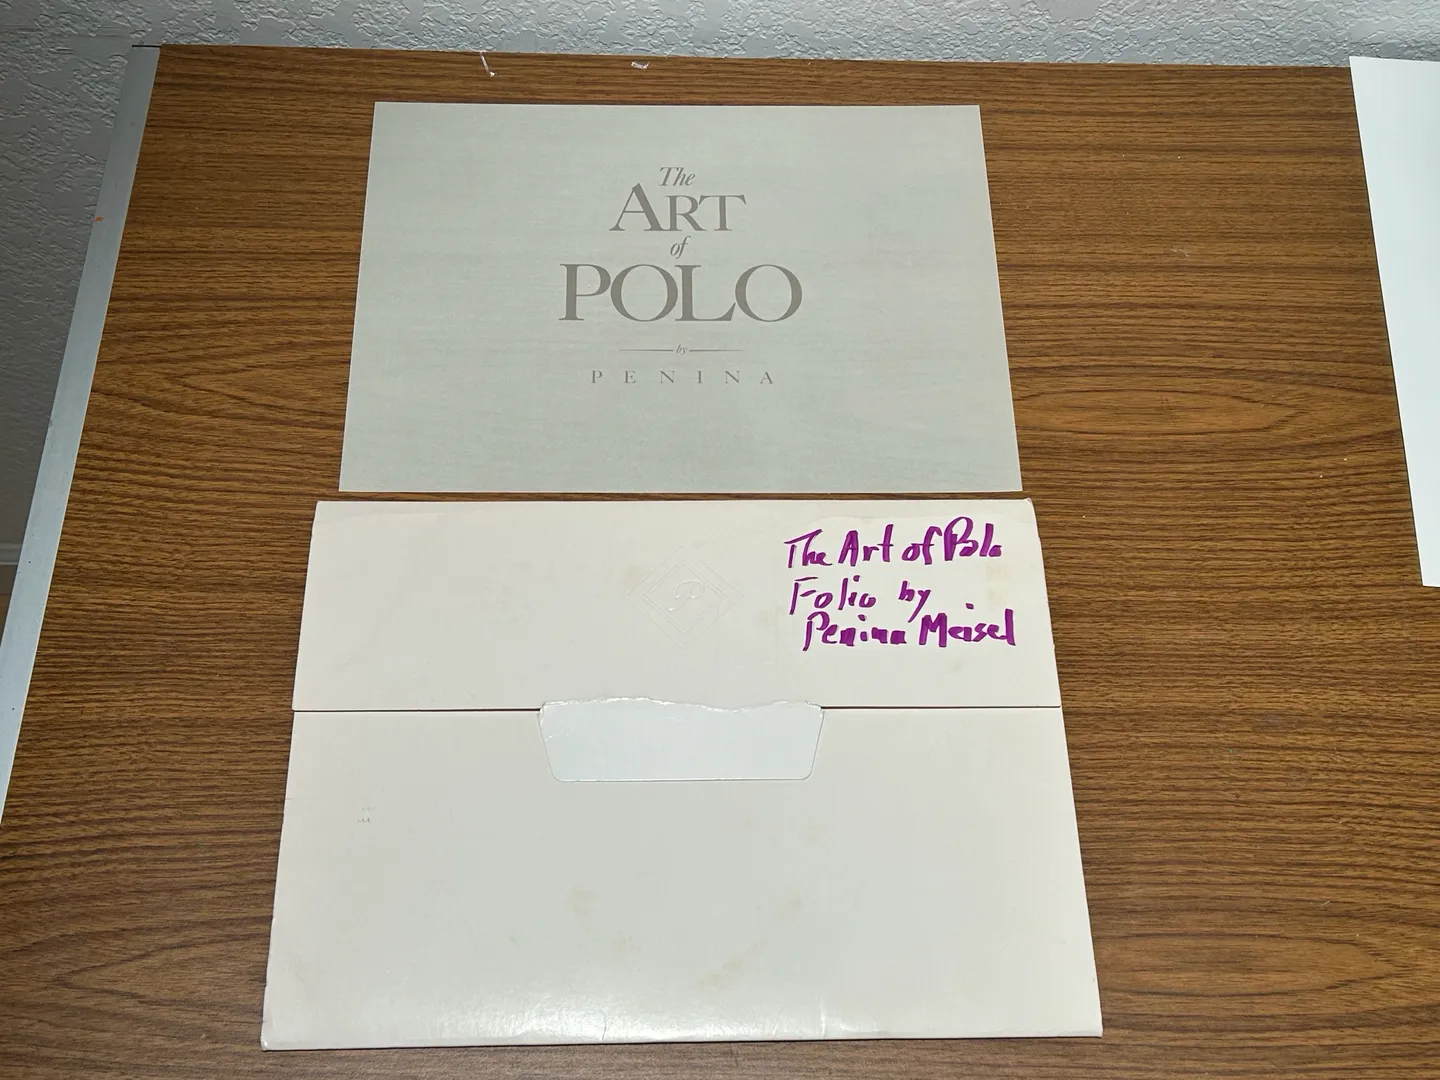 The
ART
of
POLO
by
PENINA
P
The Art of Polo
Folio by
Penina Meisel